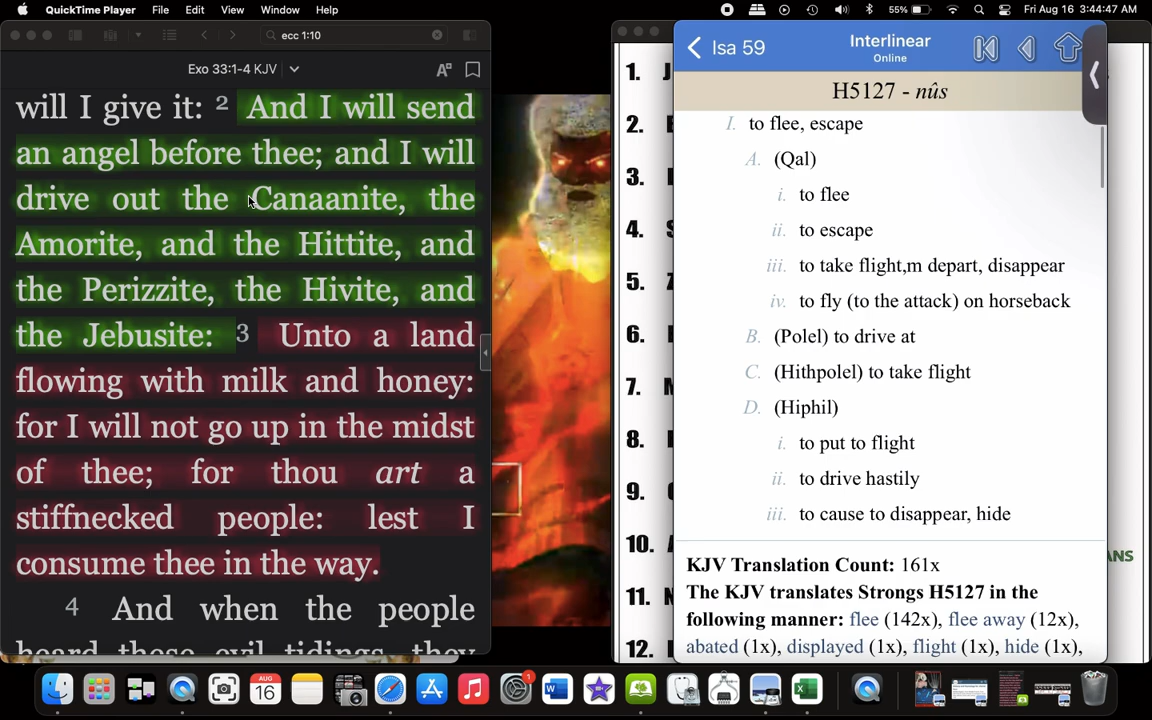 QuickTime Player File Edit View Window Help
55% Fri Aug 16 3:44:47 AM
ecc 1:10
Exo 33:1-4 KJV
will I give it: 2 And I will send
an angel before thee; and I will
drive out the Canaanite, the
Amorite, and the Hittite, and
the Perizzite, the Hivite, and
the Jebusite: 3 Unto a land
flowing with milk and honey:
for I will not go up in the midst
of thee; for thou art a
stiffnecked people: lest I
consume thee in the way.
4 And when the people
heard these evil tidings, they
1.
2.
3.
4.
5.
6.
7.
8.
9.
10.
11.
12.
Isa 59
Interlinear
Online
H5127 - nûs
I. to flee, escape
A. (Qal)
i. to flee
ii. to escape
iii. to take flight,m depart, disappear
iv. to fly (to the attack) on horseback
B. (Polel) to drive at
C. (Hithpolel) to take flight
D. (Hiphil)
i. to put to flight
ii. to drive hastily
iii. to cause to disappear, hide
KJV Translation Count: 161x
The KJV translates Strongs H5127 in the
following manner: flee (142x), flee away (12x),
abated (1x), displayed (1x), flight (1x), hide (1x),
ANS
AUG
16
1